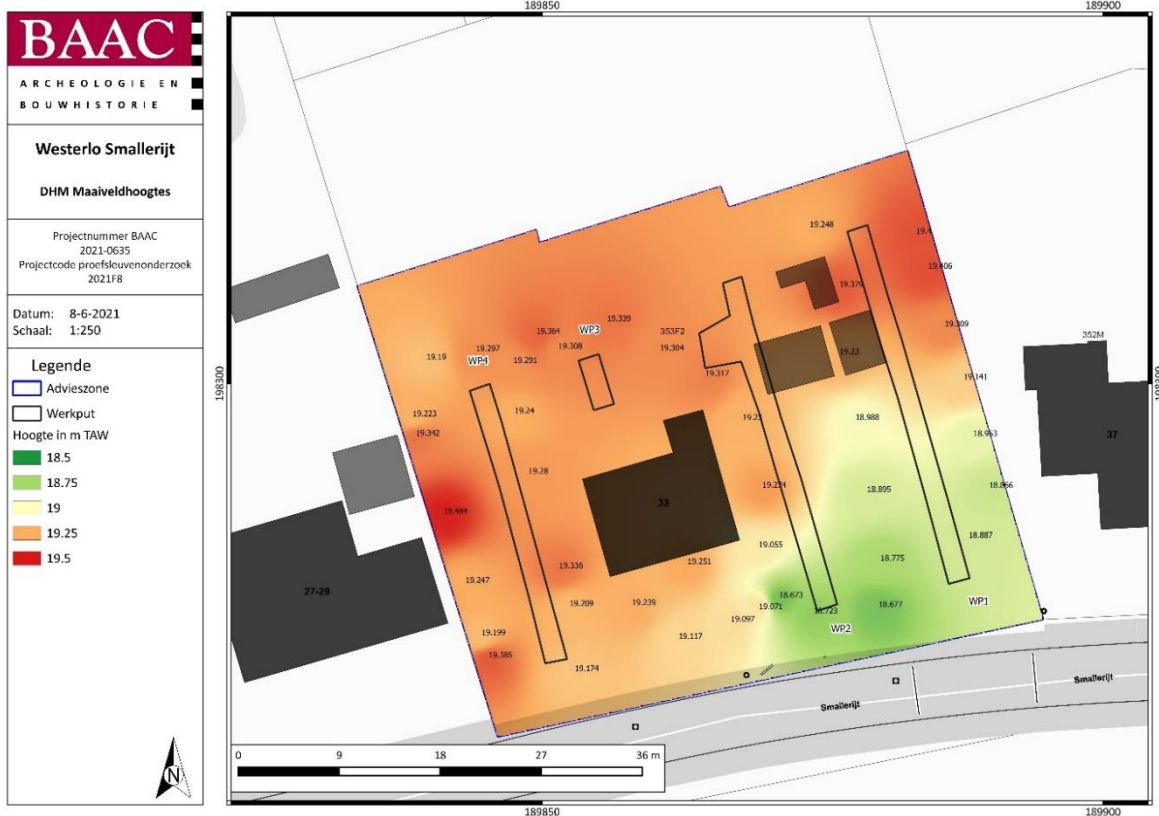 BAAC
ARCHEOLOGIE EN
BOUWHISTORIE
Westerlo Smallerijt
DHM Maaiveldhoogtes
Projectnummer BAAC
2021-0635
Projectcode proefsleuvenonderzoek
2021F8
Datum: 8-6-2021
Schaal: 1:250
Legende
Advieszone
Werkput
Hoogte in m TAW
18.5
18.75
19
19.25
19.5
N
189850 189900
198300 198300
19.248
19.4
19.406
19.379
19.364 19.339
WP3 353F2
19.309
352M
19.297 19.308 19.304
19.19 WP4 19.291 19.23
19.317
19.141
19.223 19.24
18.988
19.342
18.953
37
19.28
18.895 18.866
19.484 33
19.055 18.887
19.336 19.251 18.775
19.247
27-29
19.209 19.239 19.071 18.673 18.723 18.677
WP1
19.097
WP2
19.199 19.117
19.385
19.174
Smallerijt
Smallerijt
0 9 18 27 36 m
189850 189900